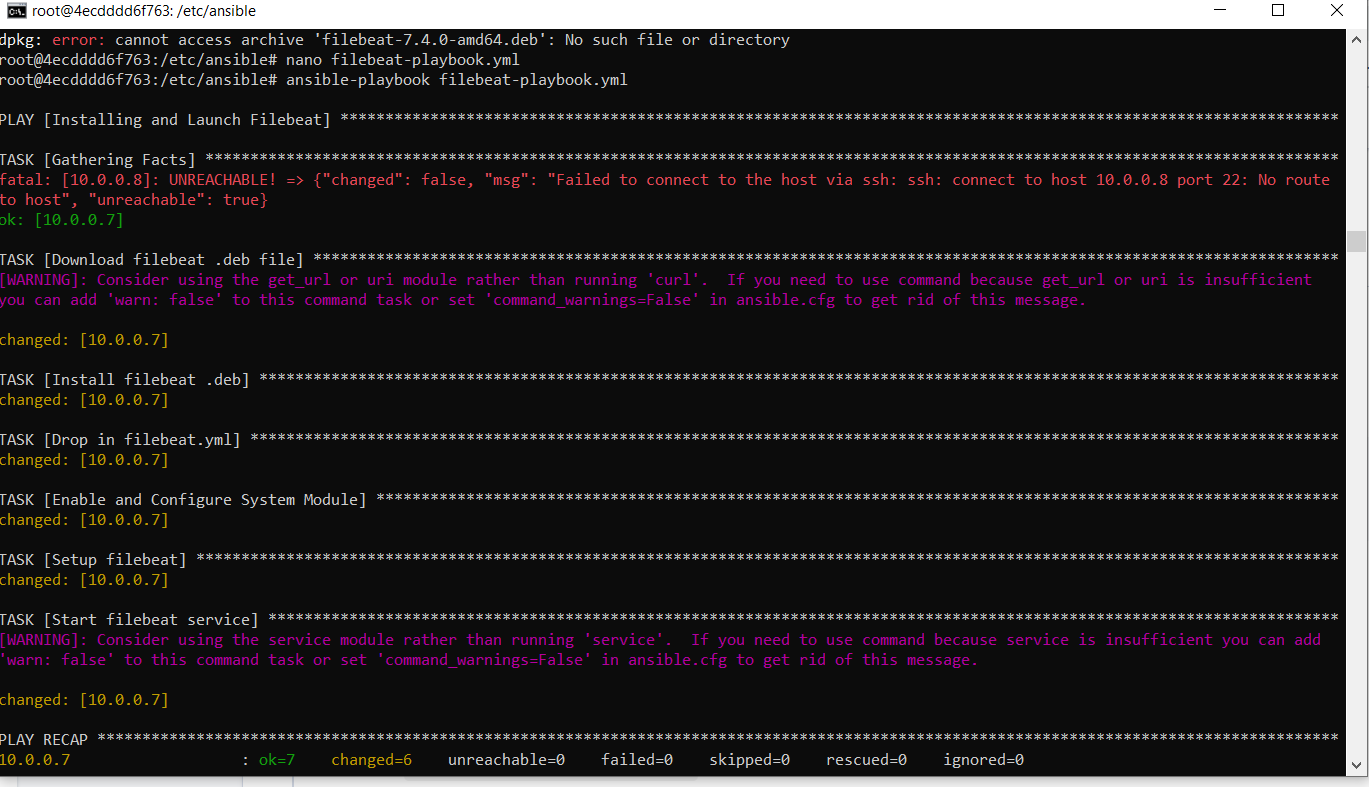 root@4ecdddd6f763: /etc/ansible
dpkg: error: cannot access archive 'filebeat-7.4.0-amd64.deb': No such file or directory
root@4ecdddd6f763:/etc/ansible# nano filebeat-playbook.yml
root@4ecdddd6f763:/etc/ansible# ansible-playbook filebeat-playbook.yml
PLAY [Installing and Launch Filebeat] ***************************************************************************************************************
TASK [Gathering Facts] ******************************************************************************************************************************
fatal: [10.0.0.8]: UNREACHABLE! => {"changed": false, "msg": "Failed to connect to the host via ssh: ssh: connect to host 10.0.0.8 port 22: No route
to host", "unreachable": true}
ok: [10.0.0.7]
TASK [Download filebeat .deb file] ******************************************************************************************************************
[WARNING]: Consider using the get_url or uri module rather than running 'curl'.  If you need to use command because get_url or uri is insufficient
you can add 'warn: false' to this command task or set 'command_warnings=False' in ansible.cfg to get rid of this message.
changed: [10.0.0.7]
TASK [Install filebeat .deb] ************************************************************************************************************************
changed: [10.0.0.7]
TASK [Drop in filebeat.yml] *************************************************************************************************************************
changed: [10.0.0.7]
TASK [Enable and Configure System Module] ***********************************************************************************************************
changed: [10.0.0.7]
TASK [Setup filebeat] *******************************************************************************************************************************
changed: [10.0.0.7]
TASK [Start filebeat service] ***********************************************************************************************************************
[WARNING]: Consider using the service module rather than running 'service'.  If you need to use command because service is insufficient you can add
'warn: false' to this command task or set 'command_warnings=False' in ansible.cfg to get rid of this message.
changed: [10.0.0.7]
PLAY RECAP ******************************************************************************************************************************************
10.0.0.7                   : ok=7    changed=6    unreachable=0    failed=0    skipped=0    rescued=0    ignored=0